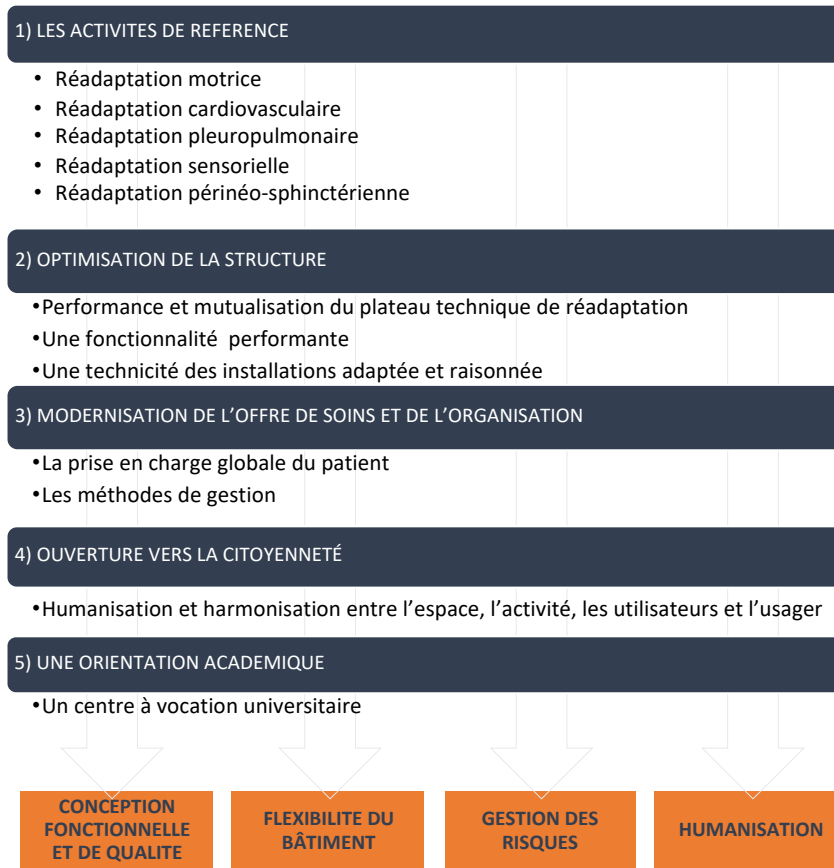 1) LES ACTIVITES DE REFERENCE
• Réadaptation motrice
• Réadaptation cardiovasculaire
• Réadaptation pleuropulmonaire
• Réadaptation sensorielle
• Réadaptation périnéo-sphinctérienne
2) OPTIMISATION DE LA STRUCTURE
•Performance et mutualisation du plateau technique de réadaptation
•Une fonctionnalité performante
•Une technicité des installations adaptée et raisonnée
3) MODERNISATION DE L’OFFRE DE SOINS ET DE L’ORGANISATION
•La prise en charge globale du patient
•Les méthodes de gestion
4) OUVERTURE VERS LA CITOYENNETÉ
•Humanisation et harmonisation entre l’espace, l’activité, les utilisateurs et l’usager
5) UNE ORIENTATION ACADEMIQUE
•Un centre à vocation universitaire
CONCEPTION
FONCTIONNELLE
ET DE QUALITE
FLEXIBILITE DU
BÂTIMENT
GESTION DES
RISQUES
HUMANISATION